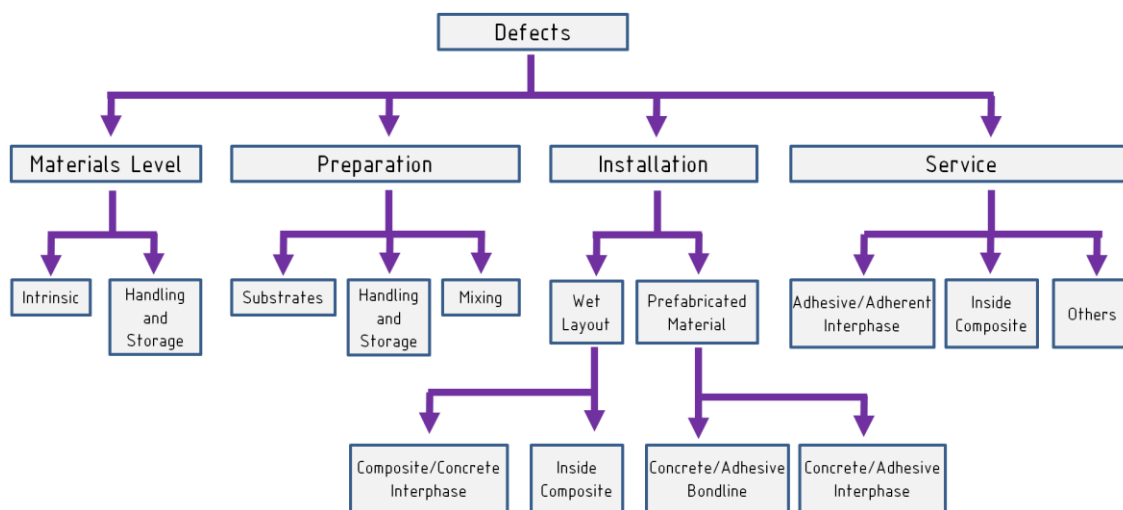 Defects
Materials Level
Preparation
Installation
Service
Intrinsic
Handling
and
Storage
Substrates
Handling
and
Storage
Mixing
Wet
Layout
Prefabricated
Material
Adhesive/Adherent
Interphase
Inside
Composite
Others
Composite/Concrete
Interphase
Inside
Composite
Concrete/Adhesive
Bondline
Concrete/Adhesive
Interphase